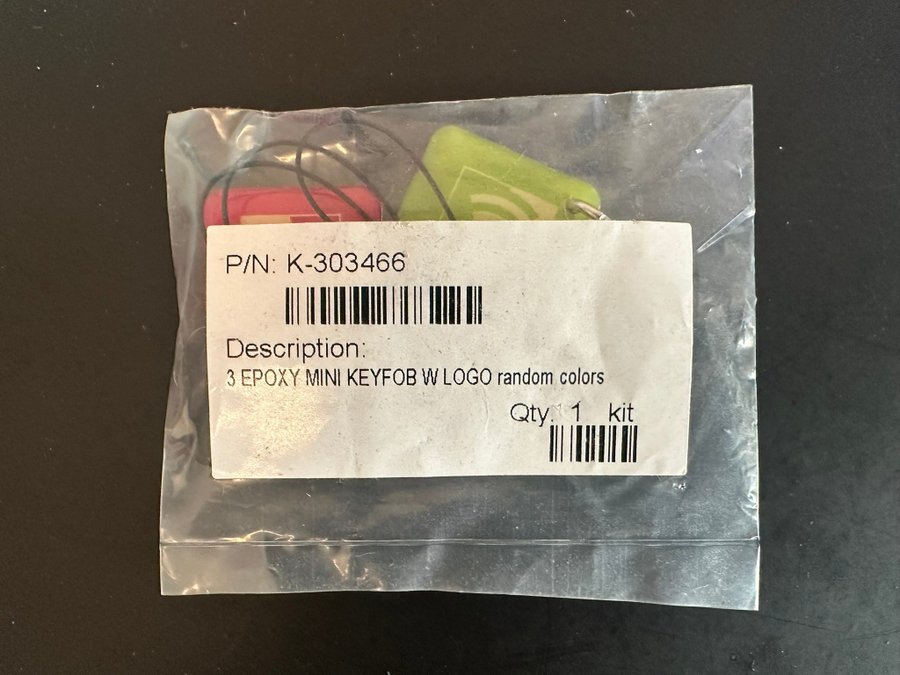 P/N: K-303466
Description:
3 EPOXY MINI KEYFOB W LOGO random colors
Qty: 1 kit